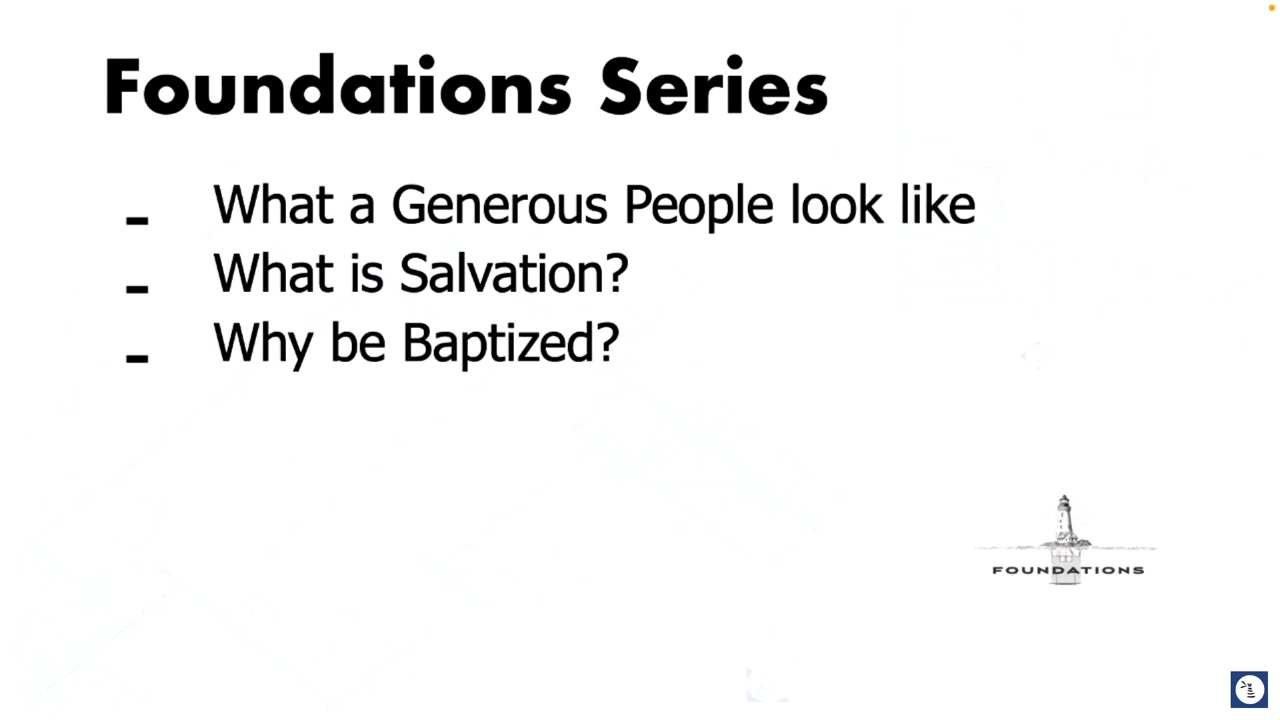 Foundations Series
- What a Generous People look like
- What is Salvation?
- Why be Baptized?
FOUNDATIONS